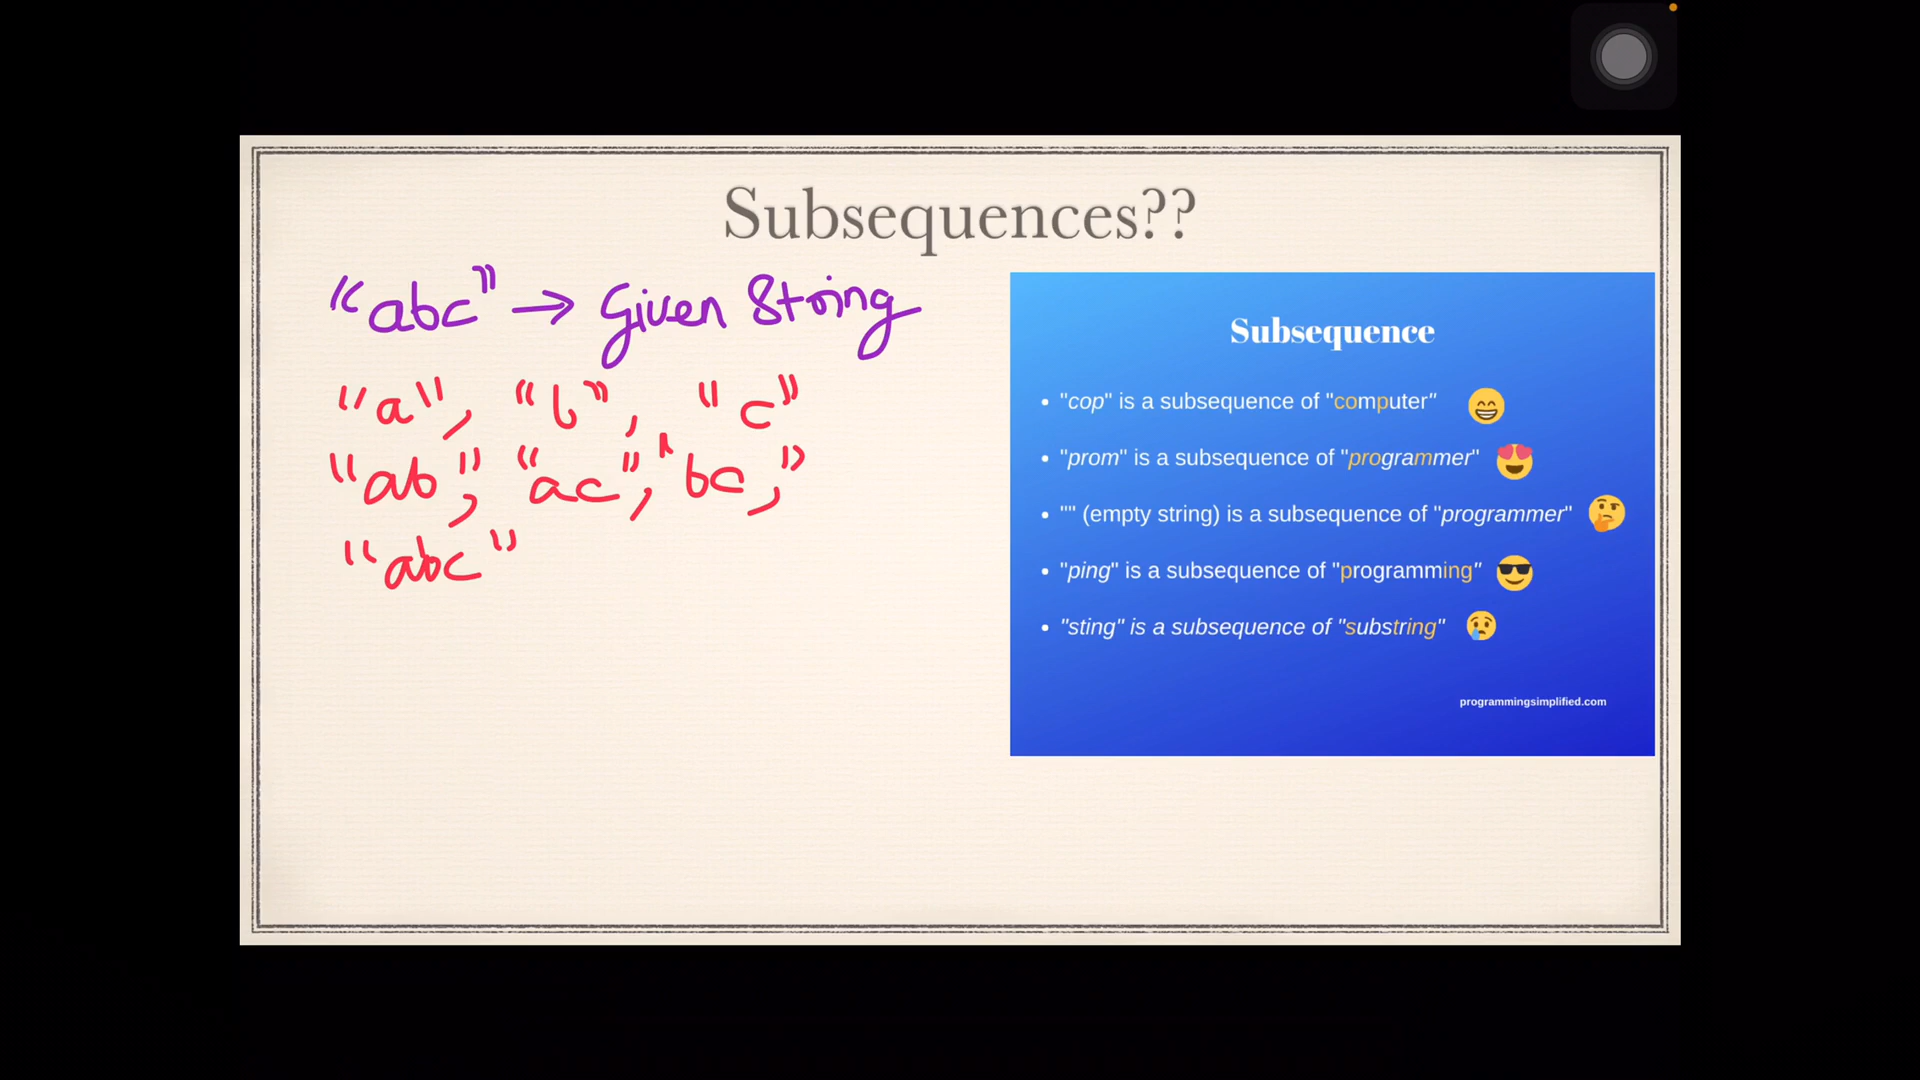 Subsequences??
"abc" → Given String
"a", "b", "c"
"ab", "ac", "bc,"
"abc"
Subsequence
• "cop" is a subsequence of "computer"
• "prom" is a subsequence of "programmer"
• "" (empty string) is a subsequence of "programmer"
• "ping" is a subsequence of "programming"
• "sting" is a subsequence of "substring"
programmingsimplified.com